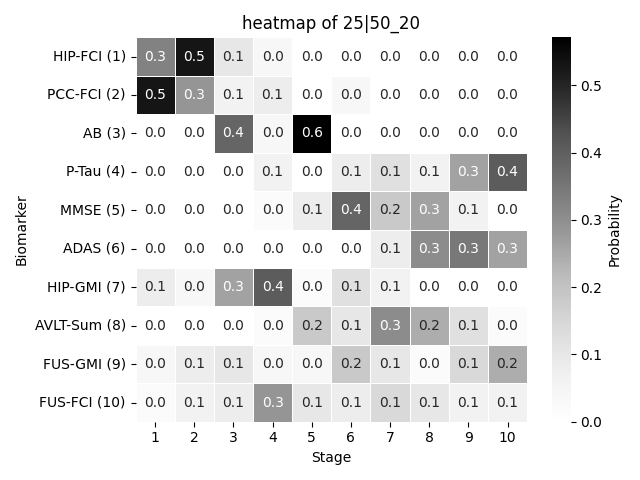 heatmap of 25|50_20
HIP-FCI (1) 0.3 0.5 0.1 0.0 0.0 0.0 0.0 0.0 0.0 0.0
PCC-FCI (2) 0.5 0.3 0.1 0.1 0.0 0.0 0.0 0.0 0.0 0.0
AB (3) 0.0 0.0 0.4 0.0 0.6 0.0 0.0 0.0 0.0 0.0
P-Tau (4) 0.0 0.0 0.0 0.1 0.0 0.1 0.1 0.1 0.3 0.4
MMSE (5) 0.0 0.0 0.0 0.0 0.1 0.4 0.2 0.3 0.1 0.0
ADAS (6) 0.0 0.0 0.0 0.0 0.0 0.0 0.1 0.3 0.3 0.3
HIP-GMI (7) 0.1 0.0 0.3 0.4 0.0 0.1 0.1 0.0 0.0 0.0
AVLT-Sum (8) 0.0 0.0 0.0 0.0 0.2 0.1 0.3 0.2 0.1 0.0
FUS-GMI (9) 0.0 0.1 0.1 0.0 0.0 0.2 0.1 0.0 0.1 0.2
FUS-FCI (10) 0.0 0.1 0.1 0.3 0.1 0.1 0.1 0.1 0.1 0.1
1 2 3 4 5 6 7 8 9 10
Stage
Biomarker
0.5
0.4
0.3
0.2
0.1
0.0
Probability